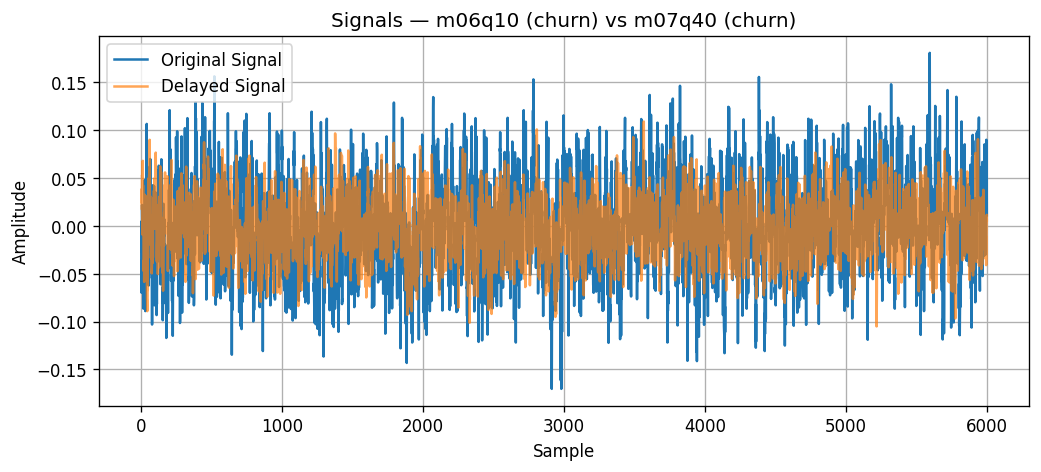 Signals — m06q10 (churn) vs m07q40 (churn)
Original Signal
Delayed Signal
0.15
0.10
0.05
0.00
−0.05
−0.10
−0.15
Amplitude
0 1000 2000 3000 4000 5000 6000
Sample